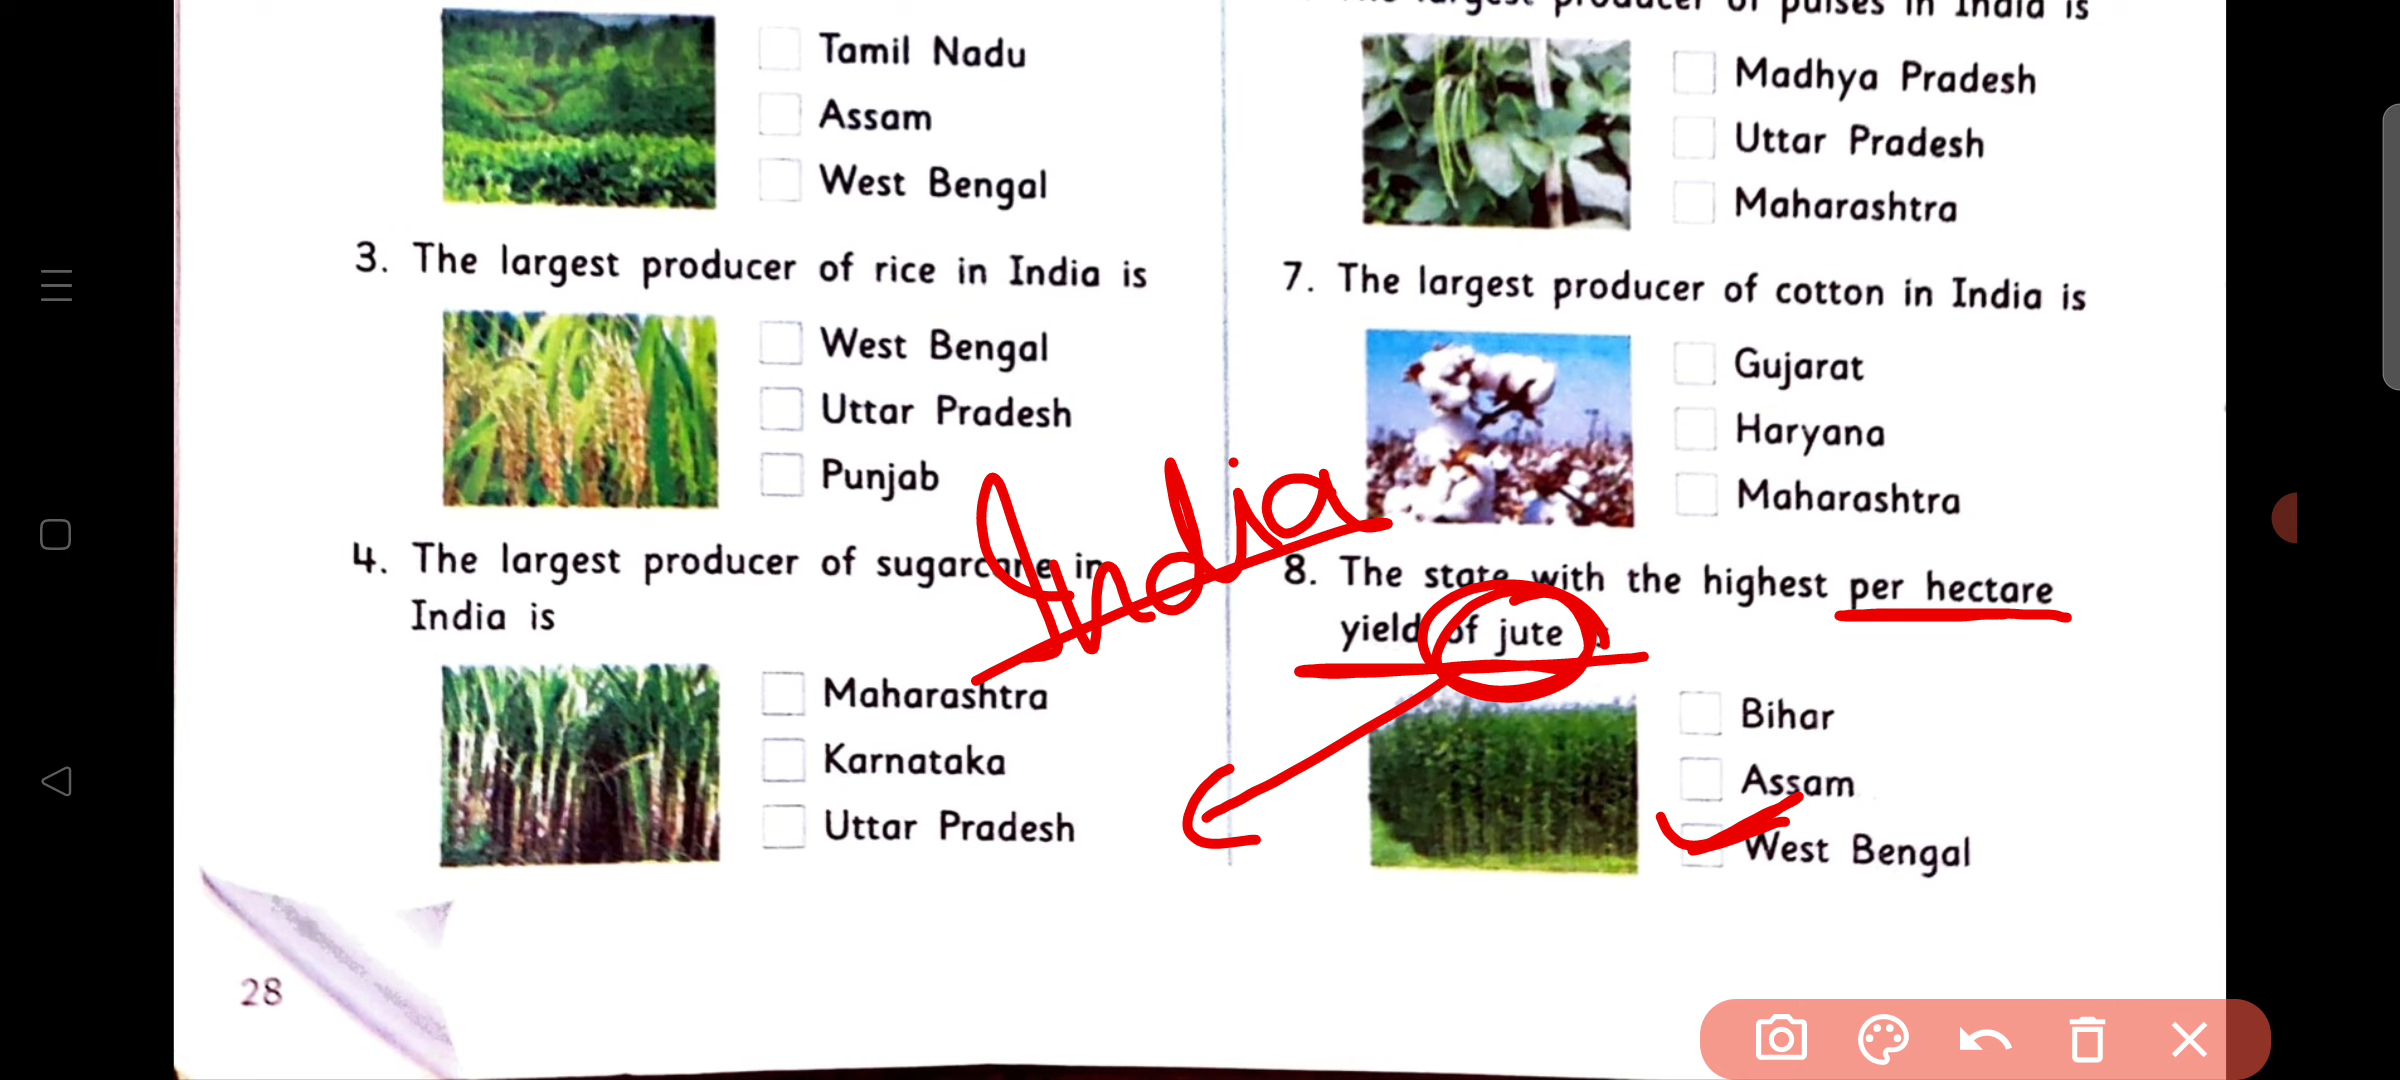 Tamil Nadu
Assam
West Bengal
3. The largest producer of rice in India is
West Bengal
Uttar Pradesh
Punjab
4. The largest producer of sugarcane in
India is
Maharashtra
Karnataka
Uttar Pradesh
28
The largest producer of pulses in India is
Madhya Pradesh
Uttar Pradesh
Maharashtra
7. The largest producer of cotton in India is
Gujarat
Haryana
Maharashtra
8. The state with the highest per hectare
yield of jute
Bihar
Assam
West Bengal
India